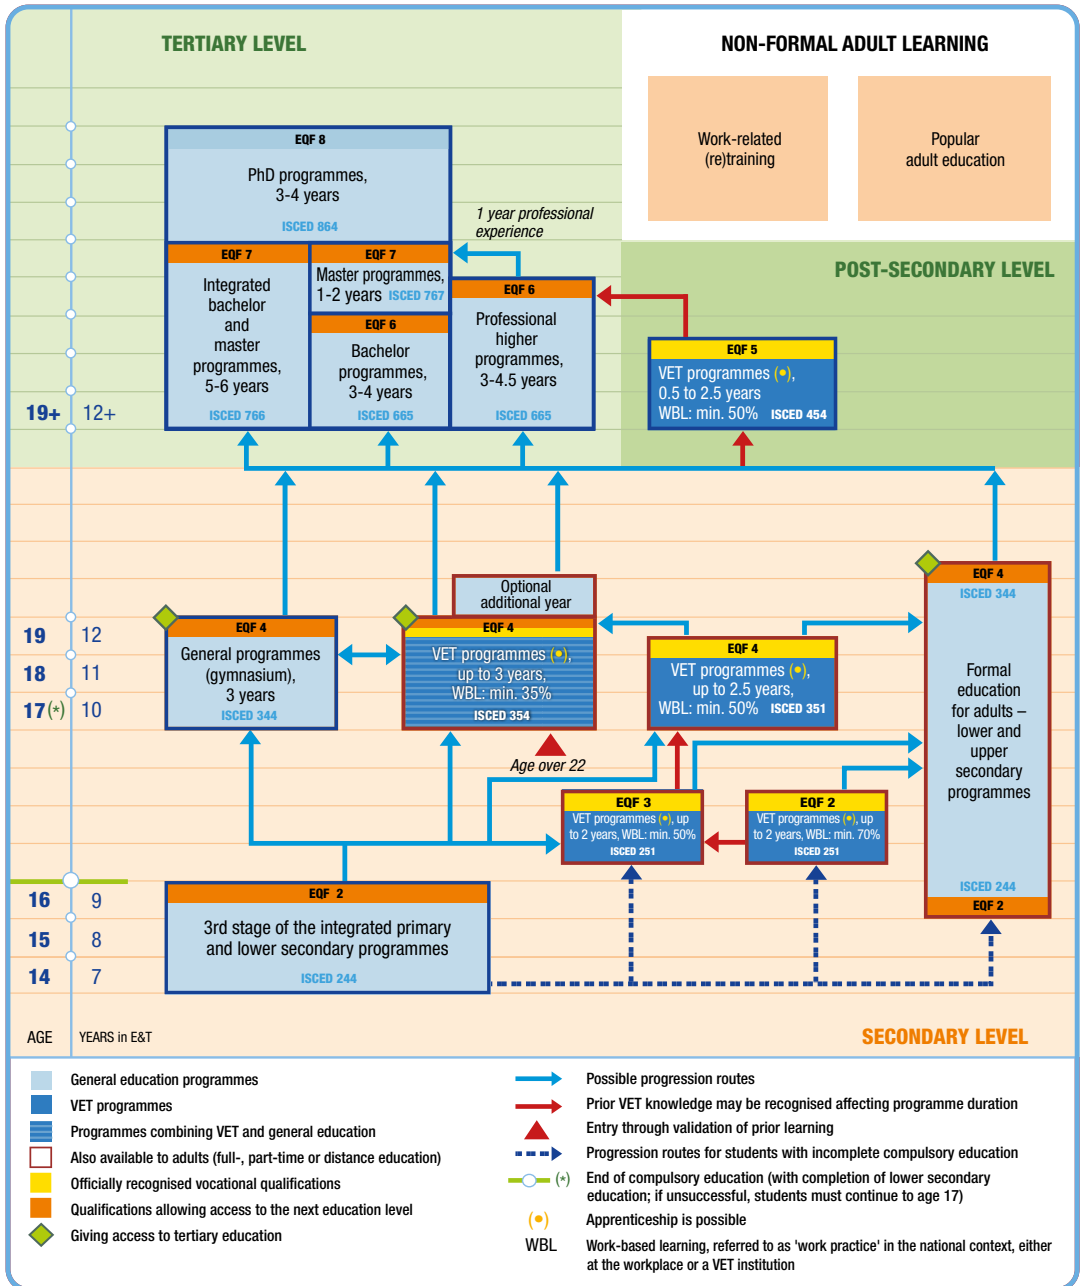 TERTIARY LEVEL
NON-FORMAL ADULT LEARNING
Work-related
(re)training
Popular
adult education
EQF 8
PhD programmes,
3-4 years
ISCED 864
1 year professional
experience
POST-SECONDARY LEVEL
EQF 7
Integrated
bachelor
and
master
programmes,
5-6 years
ISCED 766
EQF 7
Master programmes,
1-2 years ISCED 767
EQF 6
Bachelor
programmes,
3-4 years
ISCED 665
EQF 6
Professional
higher
programmes,
3-4.5 years
ISCED 665
EQF 5
VET programmes (•),
0.5 to 2.5 years
WBL: min. 50% ISCED 454
19+ 12+
Optional
additional year
EQF 4
General programmes
(gymnasium),
3 years
ISCED 344
EQF 4
VET programmes (•),
up to 3 years,
WBL: min. 35%
ISCED 354
Age over 22
EQF 4
VET programmes (•),
up to 2.5 years,
WBL: min. 50% ISCED 351
EQF 4
ISCED 344
Formal
education
for adults –
lower and
upper
secondary
programmes
ISCED 244
EQF 2
19 12
18 11
17(*) 10
EQF 3
VET programmes (•), up
to 2 years, WBL: min. 50%
ISCED 251
EQF 2
VET programmes (•), up
to 2 years, WBL: min. 70%
ISCED 251
EQF 2
3rd stage of the integrated primary
and lower secondary programmes
ISCED 244
16 9
15 8
14 7
AGE YEARS in E&T
SECONDARY LEVEL
General education programmes
VET programmes
Programmes combining VET and general education
Also available to adults (full-, part-time or distance education)
Officially recognised vocational qualifications
Qualifications allowing access to the next education level
Giving access to tertiary education
Possible progression routes
Prior VET knowledge may be recognised affecting programme duration
Entry through validation of prior learning
Progression routes for students with incomplete compulsory education
(*) End of compulsory education (with completion of lower secondary
education; if unsuccessful, students must continue to age 17)
(•) Apprenticeship is possible
WBL Work-based learning, referred to as 'work practice' in the national context, either
at the workplace or a VET institution